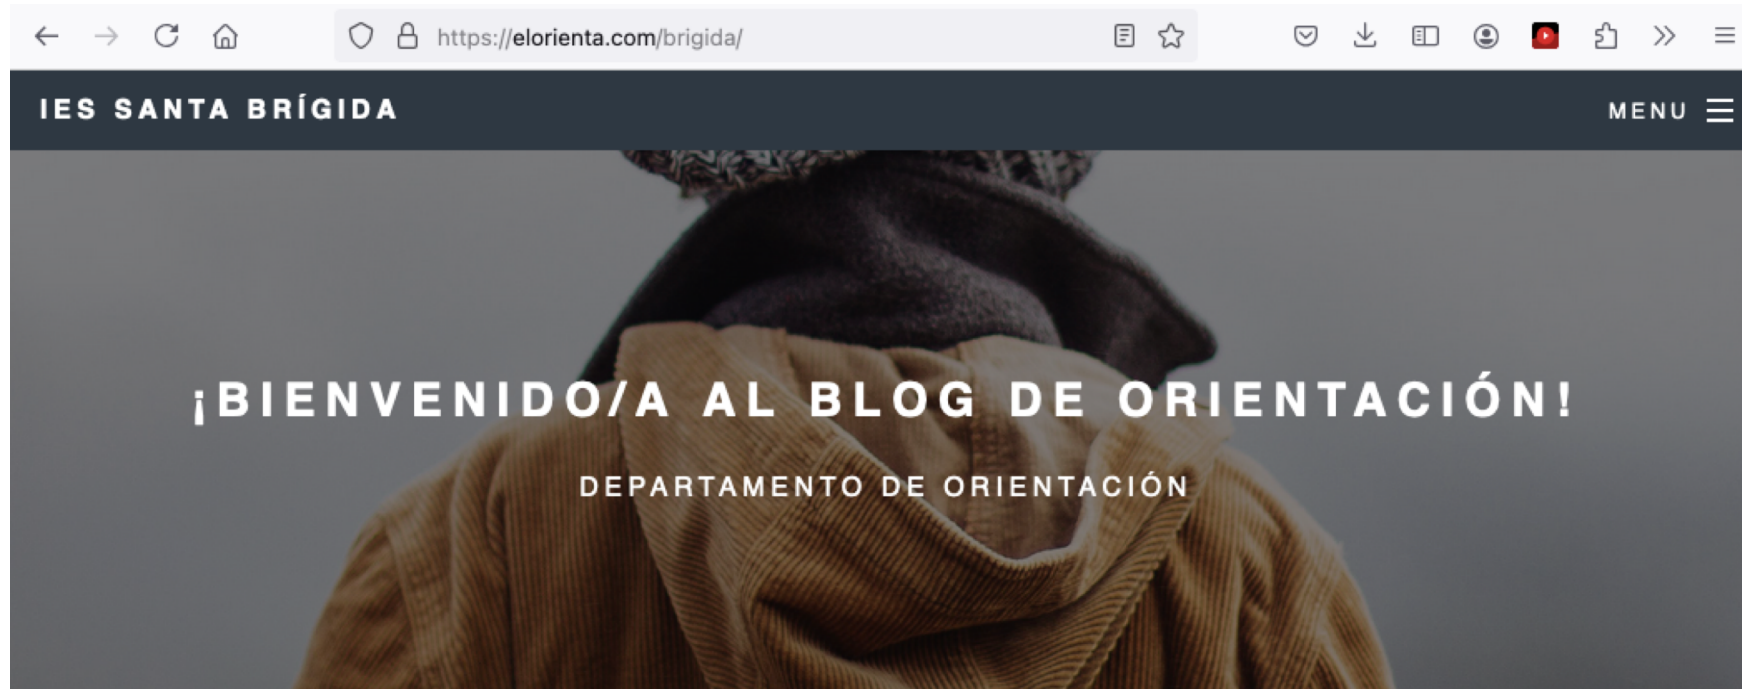 https://elorienta.com/brigida/
IES SANTA BRÍGIDA
MENU
¡BIENVENIDO/A AL BLOG DE ORIENTACIÓN!
DEPARTAMENTO DE ORIENTACIÓN